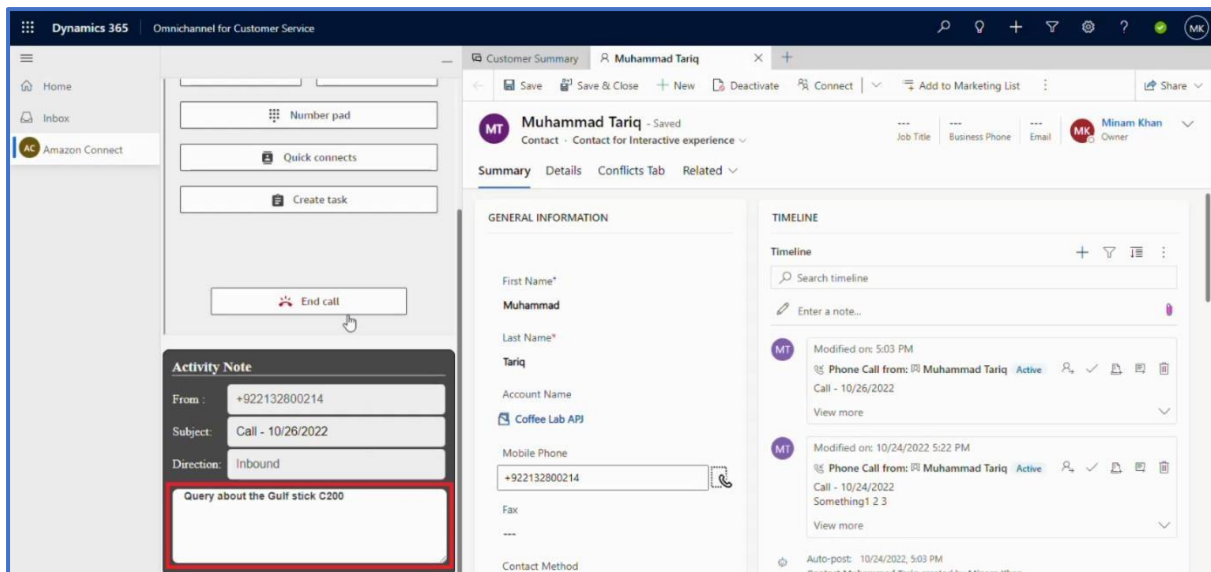 Dynamics 365 Omnichannel for Customer Service MK
Home
Inbox
AC Amazon Connect
Number pad
Quick connects
Create task
End call
Activity Note
From : +922132800214
Subject: Call - 10/26/2022
Direction: Inbound
Query about the Gulf stick C200
Customer Summary Muhammad Tariq
Save Save & Close New Deactivate Connect Add to Marketing List Share
MT Muhammad Tariq - Saved
Contact · Contact for Interactive experience
---
Job Title
---
Business Phone
---
Email
MK Minam Khan
Owner
Summary Details Conflicts Tab Related
GENERAL INFORMATION
First Name*
Muhammad
Last Name*
Tariq
Account Name
Coffee Lab APJ
Mobile Phone
+922132800214
Fax
---
Contact Method
TIMELINE
Timeline
Search timeline
Enter a note...
MT Modified on: 5:03 PM
Phone Call from: Muhammad Tariq Active
Call - 10/26/2022
View more
MT Modified on: 10/24/2022 5:22 PM
Phone Call from: Muhammad Tariq Active
Call - 10/24/2022
Something1 2 3
View more
Auto-post: 10/24/2022, 5:03 PM